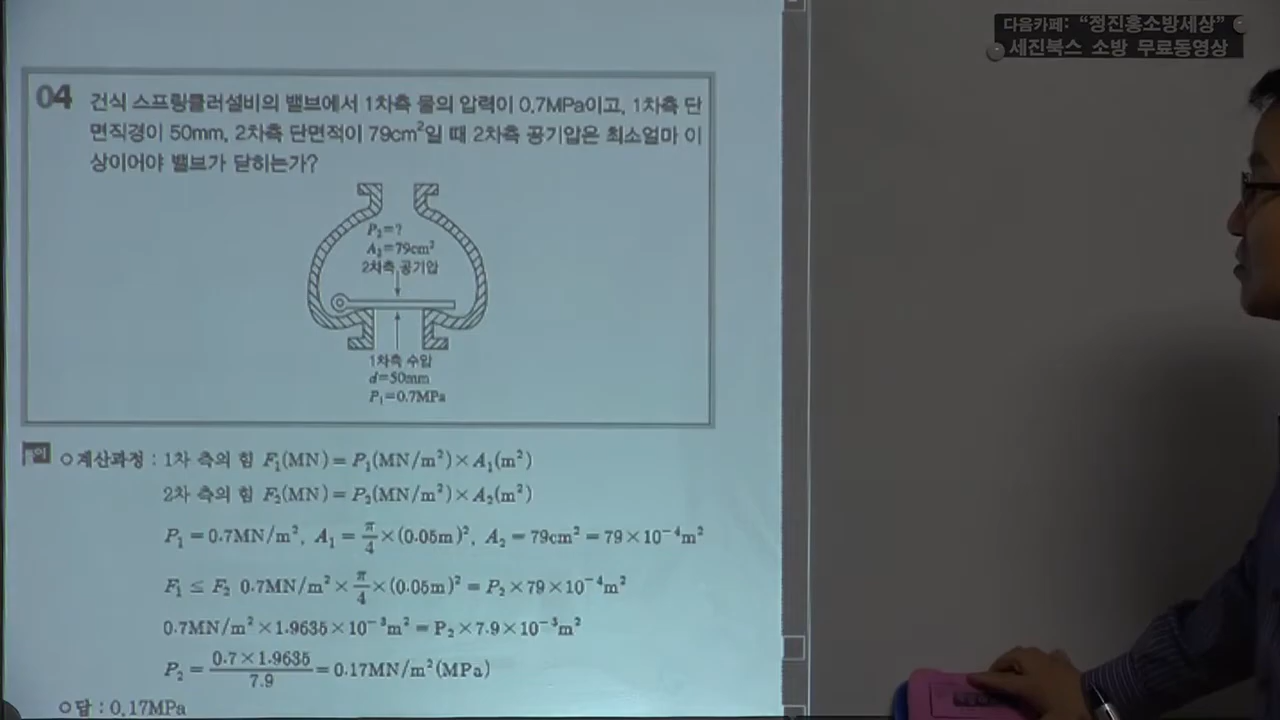 다음카페: "정진홍소방세상"
세진북스 소방 무료동영상
04 건식 스프링클러설비의 밸브에서 1차측 물의 압력이 0.7MPa이고, 1차측 단
면직경이 50mm, 2차측 단면적이 79cm²일 때 2차측 공기압은 최소얼마 이
상이어야 밸브가 닫히는가?
P₂=?
A₂=79cm²
2차측 공기압
1차측 수압
d=50mm
P₁=0.7MPa
○계산과정 : 1차 측의 힘 F₁(MN) = P₁(MN/m²)×A₁(m²)
2차 측의 힘 F₂(MN) = P₂(MN/m²)×A₂(m²)
P₁ = 0.7MN/m², A₁ = π/4 ×(0.05m)², A₂ = 79cm² = 79×10⁻⁴m²
F₁ ≤ F₂ 0.7MN/m² × π/4 ×(0.05m)² = P₂×79×10⁻⁴m²
0.7MN/m²×1.9635×10⁻³m² = P₂×7.9×10⁻³m²
P₂ = 0.7×1.9635/7.9 = 0.17MN/m²(MPa)
○답 : 0.17MPa